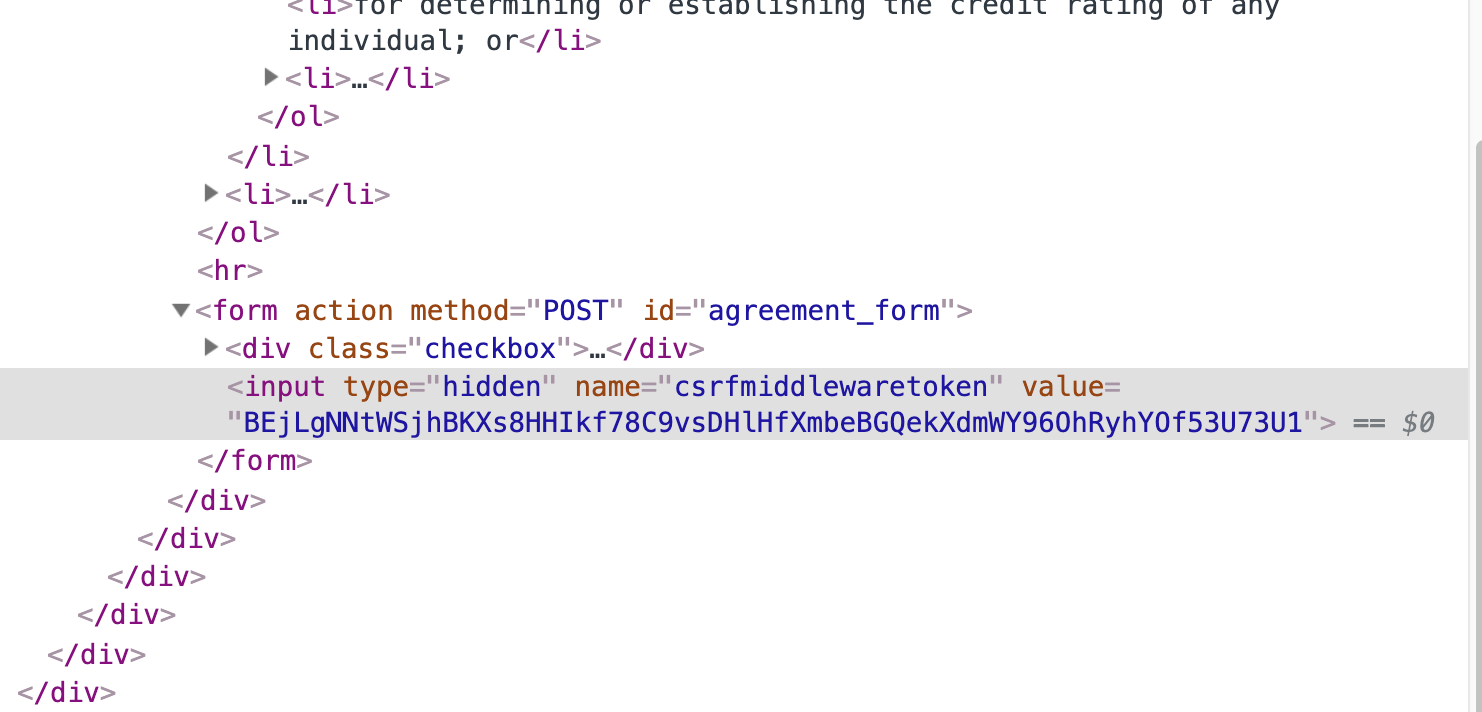 <li>for determining or establishing the credit rating of any
individual; or</li>
▶<li>…</li>
</ol>
</li>
▶<li>…</li>
</ol>
<hr>
▼<form action method="POST" id="agreement_form">
▶<div class="checkbox">…</div>
<input type="hidden" name="csrfmiddlewaretoken" value=
"BEjLgNNtWSjhBKXs8HHIkf78C9vsDHlHfXmbeBGQekXdmWY96OhRyhYOf53U73U1"> == $0
</form>
</div>
</div>
</div>
</div>
</div>
</div>